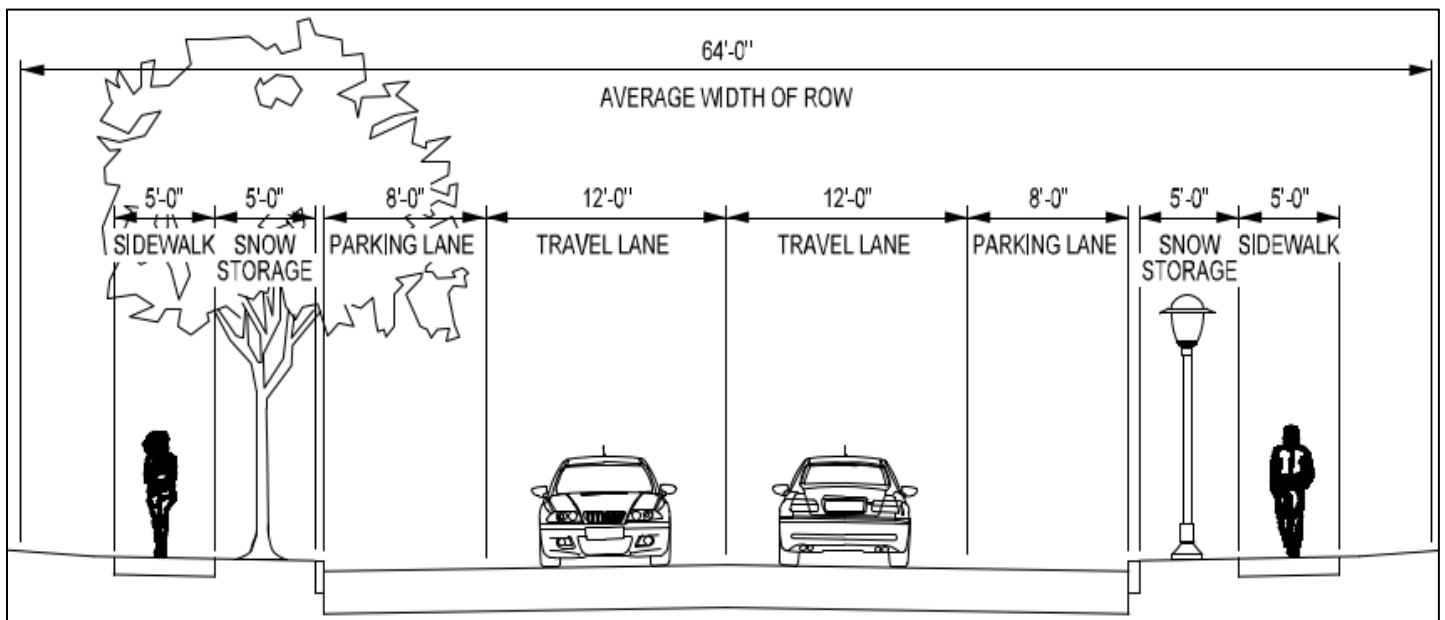 64'-0"
AVERAGE WIDTH OF ROW
5'-0" 5'-0" 8'-0" 12'-0" 12'-0" 8'-0" 5'-0" 5'-0"
SIDEWALK SNOW PARKING LANE TRAVEL LANE TRAVEL LANE PARKING LANE SNOW SIDEWALK
STORAGE STORAGE